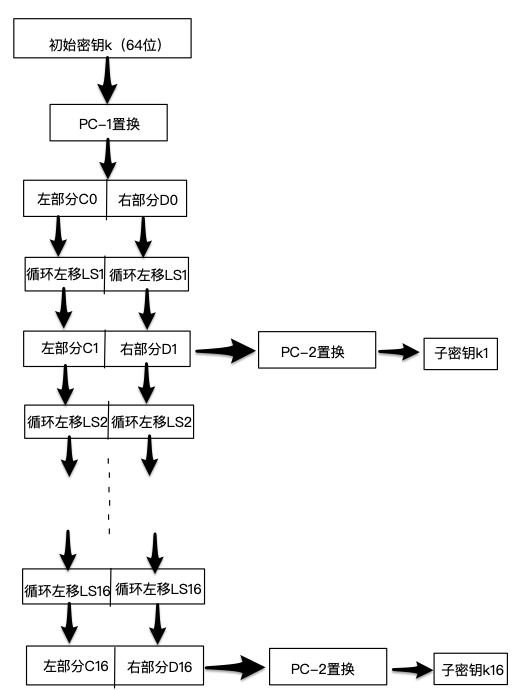 初始密钥k（64位）
PC-1置换
左部分C0 右部分D0
循环左移LS1 循环左移LS1
左部分C1 右部分D1 PC-2置换 子密钥k1
循环左移LS2 循环左移LS2
循环左移LS16 循环左移LS16
左部分C16 右部分D16 PC-2置换 子密钥k16